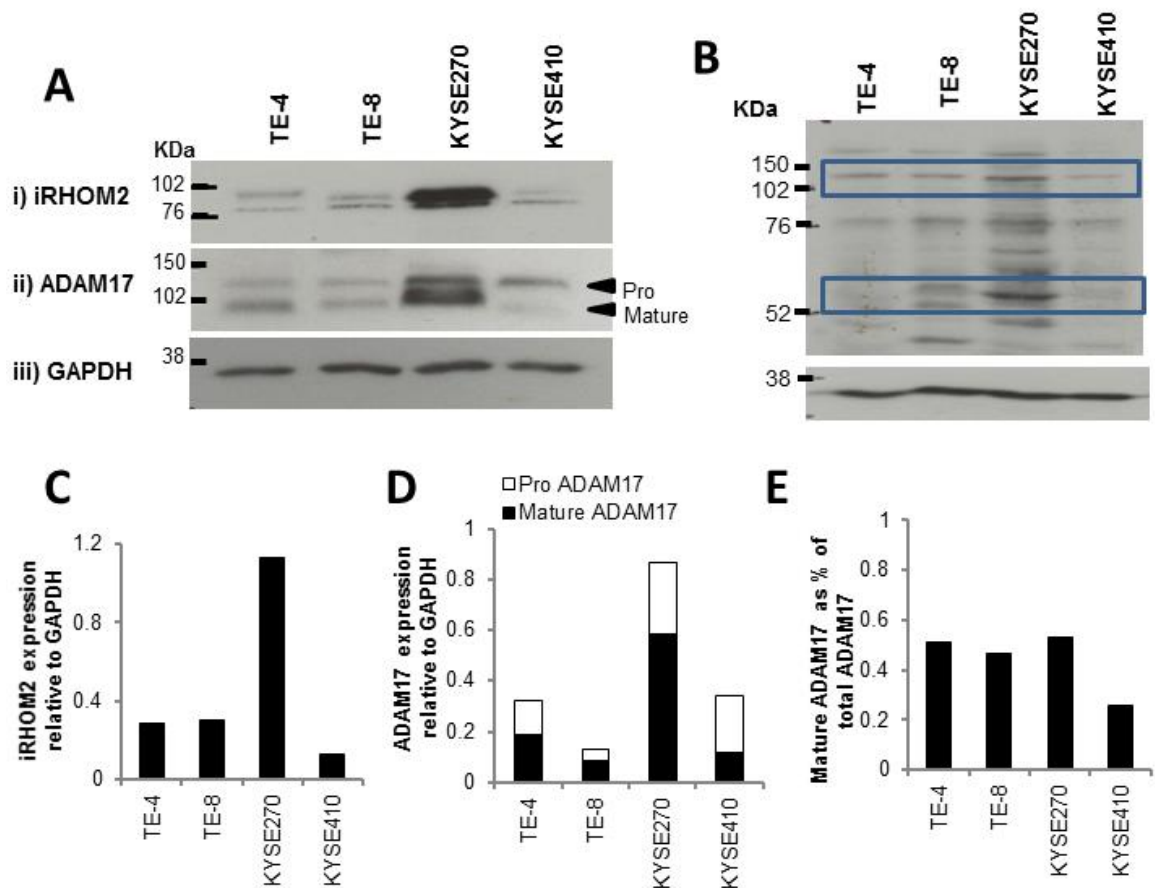 A
TE-4
TE-8
KYSE270
KYSE410
KDa
i) iRHOM2
102
76
ii) ADAM17
150
102
Pro
Mature
iii) GAPDH
38
B
TE-4
TE-8
KYSE270
KYSE410
KDa
150
102
76
52
38
C
iRHOM2 expression
relative to GAPDH
1.2
0.9
0.6
0.3
0
TE-4
TE-8
KYSE270
KYSE410
D
Pro ADAM17
Mature ADAM17
ADAM17 expression
relative to GAPDH
1
0.8
0.6
0.4
0.2
0
TE-4
TE-8
KYSE270
KYSE410
E
Mature ADAM17 as % of
total ADAM17
1
0.8
0.6
0.4
0.2
0
TE-4
TE-8
KYSE270
KYSE410